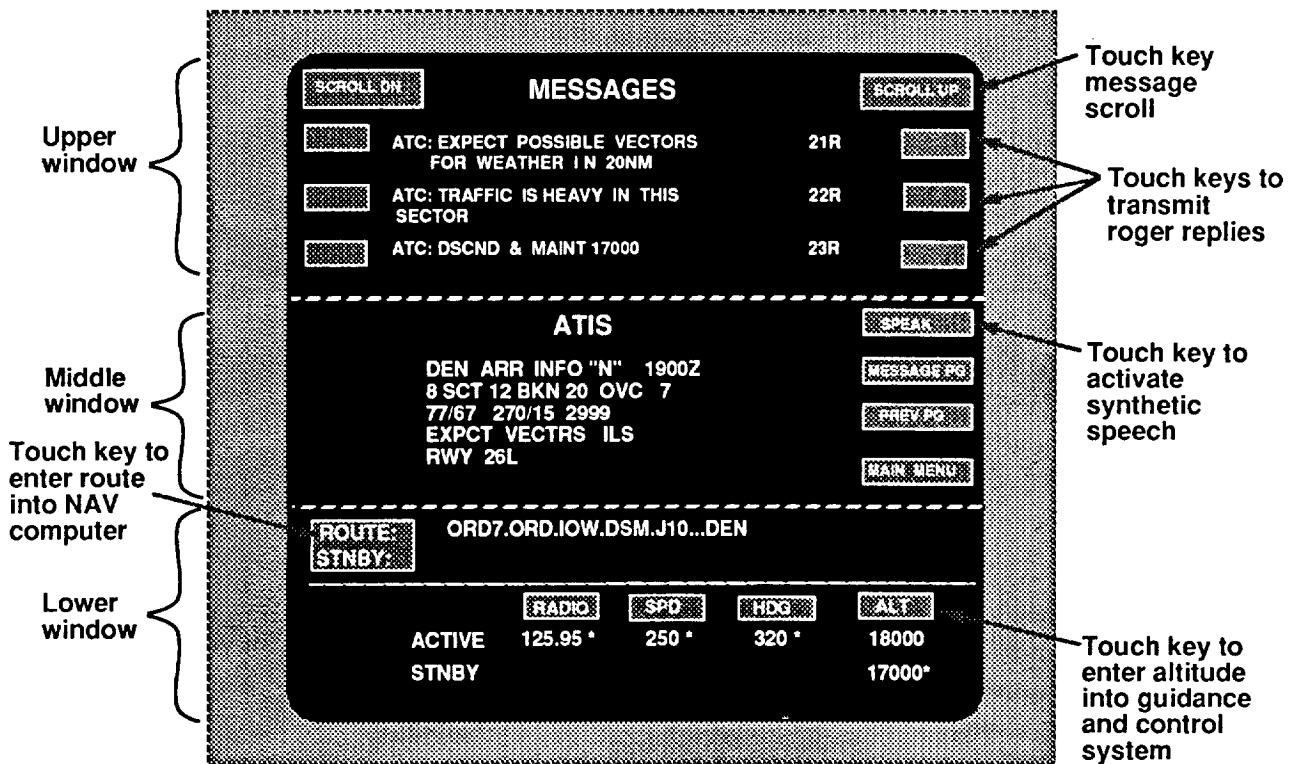 SCROLL DN
MESSAGES
SCROLL UP
Touch key
message
scroll
Upper
window
ATC: EXPECT POSSIBLE VECTORS 21R
FOR WEATHER IN 20NM
ATC: TRAFFIC IS HEAVY IN THIS 22R
SECTOR
ATC: DSCND & MAINT 17000 23R
Touch keys to
transmit
roger replies
Middle
window
ATIS
SPEAK
DEN ARR INFO "N" 1900Z
8 SCT 12 BKN 20 OVC 7
77/67 270/15 2999
EXPCT VECTRS ILS
RWY 26L
MESSAGE PG
PREV PG
MAIN MENU
Touch key to
activate
synthetic
speech
Touch key to
enter route
into NAV
computer
ROUTE:
STNBY:
ORD7.ORD.IOW.DSM.J10...DEN
Lower
window
RADIO SPD HDG ALT
ACTIVE 125.95 * 250 * 320 * 18000
STNBY 17000*
Touch key to
enter altitude
into guidance
and control
system